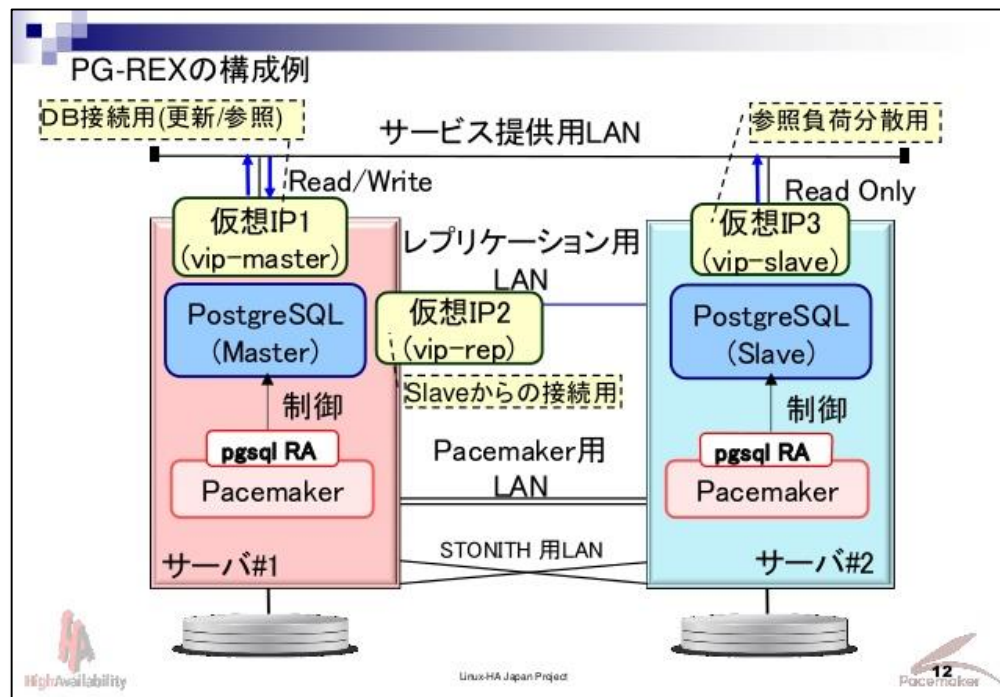 PG-REXの構成例
DB接続用(更新/参照)
サービス提供用LAN
参照負荷分散用
Read/Write
Read Only
仮想IP1
(vip-master)
レプリケーション用
LAN
仮想IP3
(vip-slave)
PostgreSQL
(Master)
仮想IP2
(vip-rep)
PostgreSQL
(Slave)
Slaveからの接続用
制御
制御
pgsql RA
Pacemaker
Pacemaker用
LAN
pgsql RA
Pacemaker
STONITH 用LAN
サーバ#1
サーバ#2
HA
High Availability
Linux-HA Japan Project
12
Pacemaker